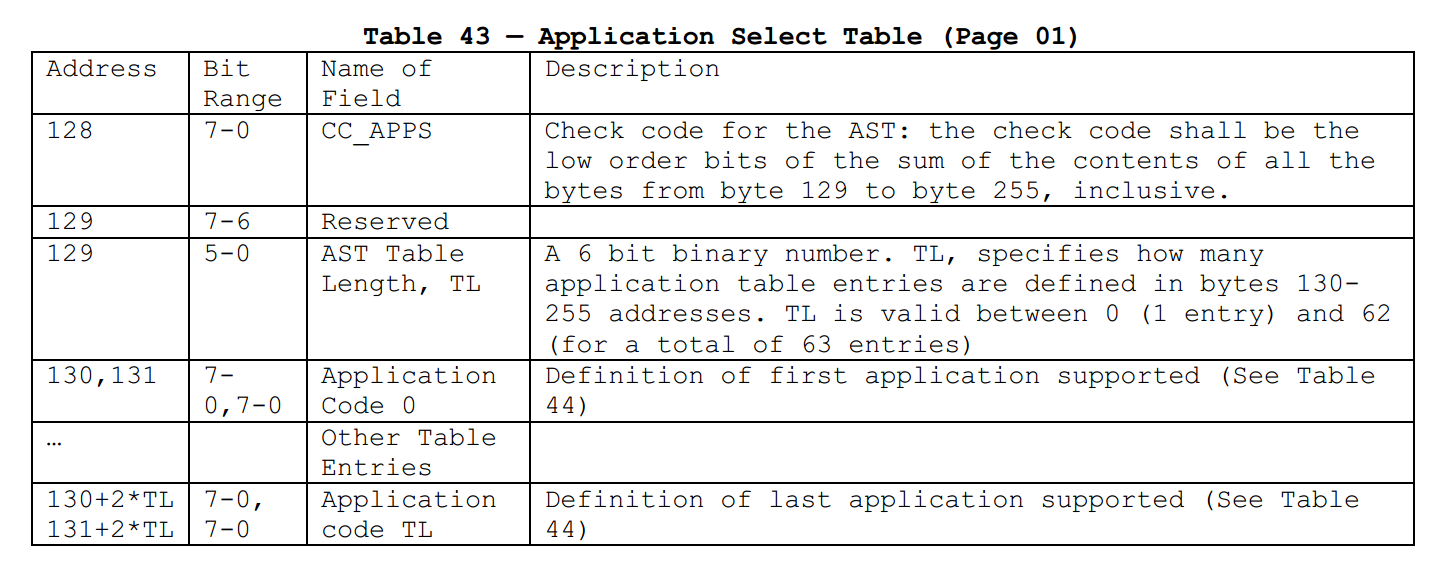 Table 43 — Application Select Table (Page 01)
Address
Bit
Range
Name of
Field
Description
128
7-0
CC_APPS
Check code for the AST: the check code shall be the
low order bits of the sum of the contents of all the
bytes from byte 129 to byte 255, inclusive.
129
7-6
Reserved
129
5-0
AST Table
Length, TL
A 6 bit binary number. TL, specifies how many
application table entries are defined in bytes 130-
255 addresses. TL is valid between 0 (1 entry) and 62
(for a total of 63 entries)
130,131
7-
0,7-0
Application
Code 0
Definition of first application supported (See Table
44)
…
Other Table
Entries
130+2*TL
131+2*TL
7-0,
7-0
Application
code TL
Definition of last application supported (See Table
44)